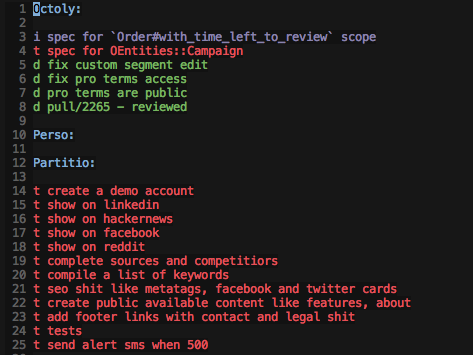 1 Octoly:
2
3 i spec for `Order#with_time_left_to_review` scope
4 t spec for OEntities::Campaign
5 d fix custom segment edit
6 d fix pro terms access
7 d pro terms are public
8 d pull/2265 – reviewed
9
10 Perso:
11
12 Partitio:
13
14 t create a demo account
15 t show on linkedin
16 t show on hackernews
17 t show on facebook
18 t show on reddit
19 t complete sources and competitiors
20 t compile a list of keywords
21 t seo shit like metatags, facebook and twitter cards
22 t create public available content like features, about
23 t add footer links with contact and legal shit
24 t tests
25 t send alert sms when 500